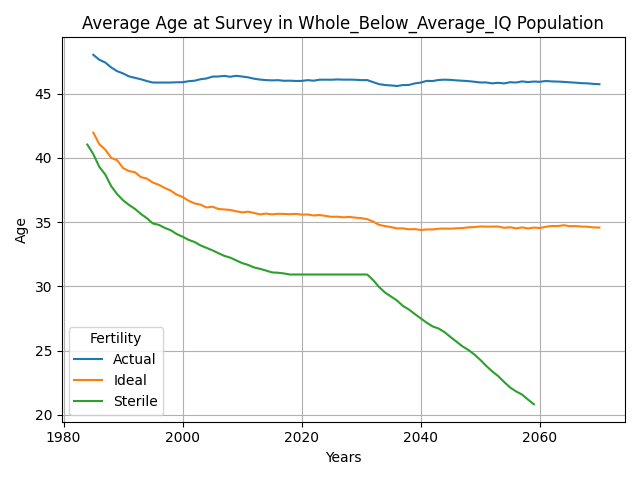 Average Age at Survey in Whole_Below_Average_IQ Population
Age
45
40
35
30
25
20
Fertility
Actual
Ideal
Sterile
1980
2000
2020
2040
2060
Years